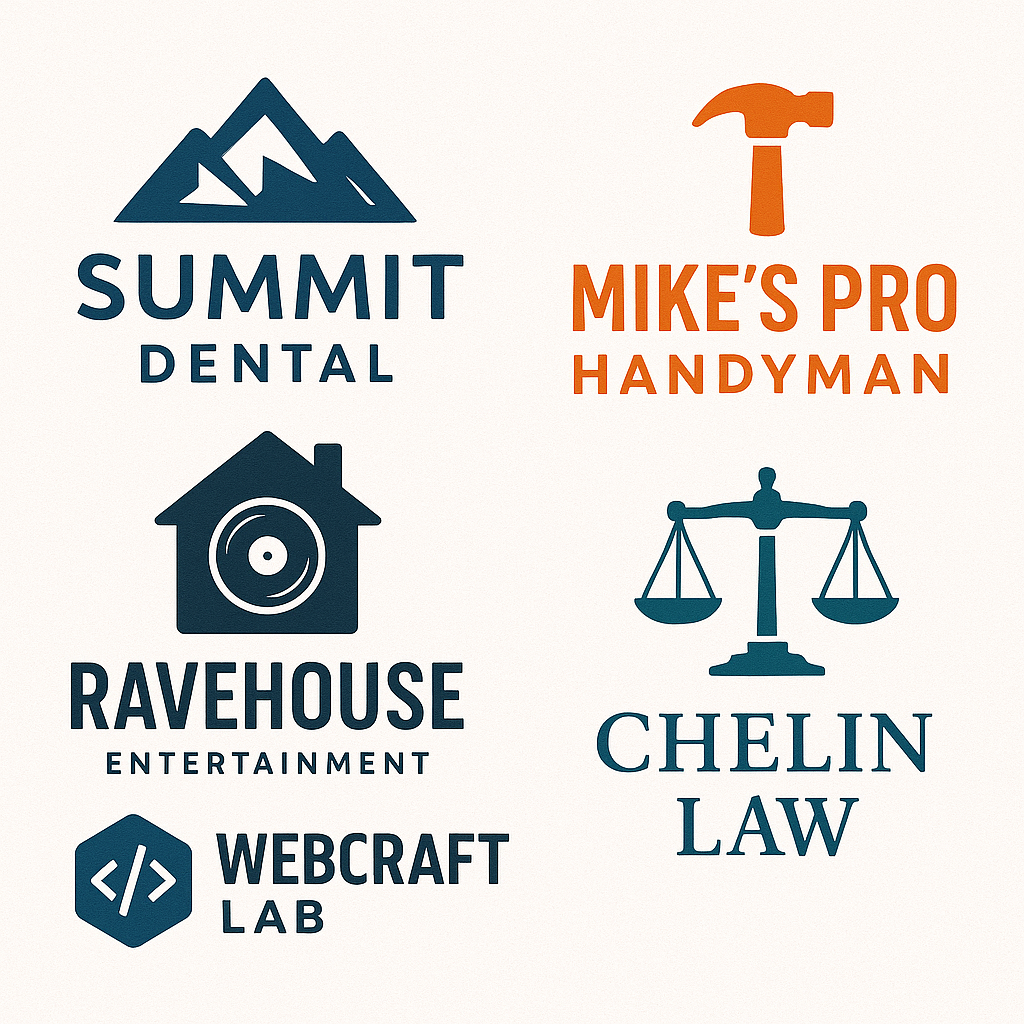 SUMMIT
DENTAL
MIKE'S PRO
HANDYMAN
RAVEHOUSE
ENTERTAINMENT
CHELIN
LAW
</>
WEBCRAFT
LAB